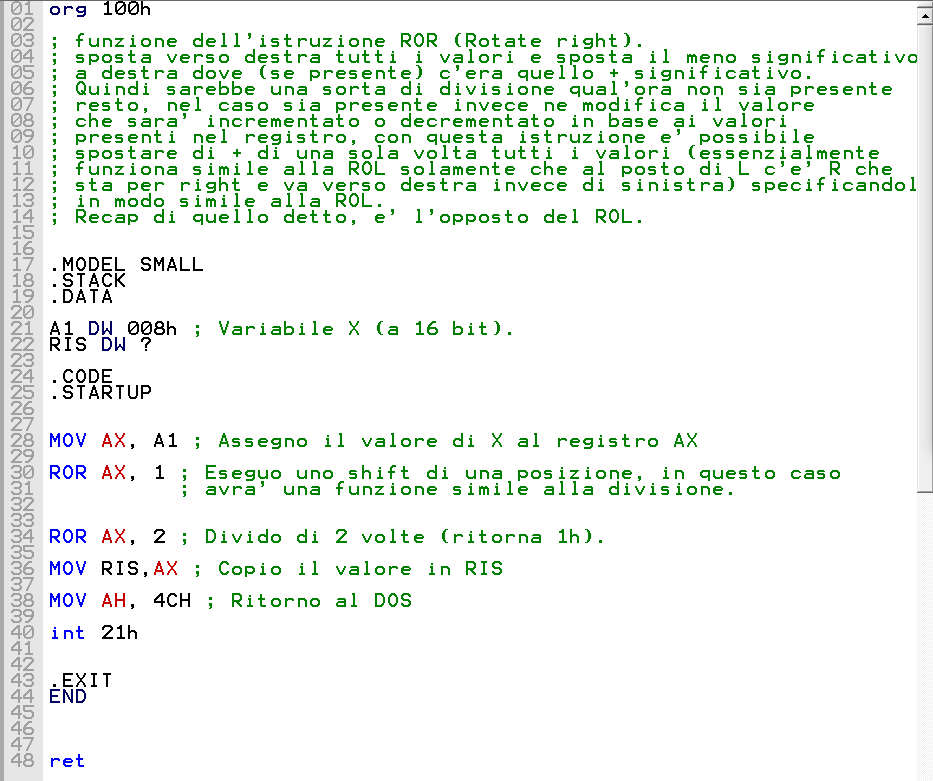 01 org 100h
02
03 ; funzione dell'istruzione ROR (Rotate right).
04 ; sposta verso destra tutti i valori e sposta il meno significativo
05 ; a destra dove (se presente) c'era quello + significativo.
06 ; Quindi sarebbe una sorta di divisione qual'ora non sia presente
07 ; resto, nel caso sia presente invece ne modifica il valore
08 ; che sara' incrementato o decrementato in base ai valori
09 ; presenti nel registro, con questa istruzione e' possibile
10 ; spostare di + di una sola volta tutti i valori (essenzialmente
11 ; funziona simile alla ROL solamente che al posto di L c'e' R che
12 ; sta per right e va verso destra invece di sinistra) specificandol
13 ; in modo simile alla ROL.
14 ; Recap di quello detto, e' l'opposto del ROL.
15
16
17 .MODEL SMALL
18 .STACK
19 .DATA
20
21 A1 DW 008h ; Variabile X (a 16 bit).
22 RIS DW ?
23
24 .CODE
25 .STARTUP
26
27
28 MOV AX, A1 ; Assegno il valore di X al registro AX
29
30 ROR AX, 1 ; Eseguo uno shift di una posizione, in questo caso
31 ; avra' una funzione simile alla divisione.
32
33
34 ROR AX, 2 ; Divido di 2 volte (ritorna 1h).
35
36 MOV RIS,AX ; Copio il valore in RIS
37
38 MOV AH, 4CH ; Ritorno al DOS
39
40 int 21h
41
42
43 .EXIT
44 END
45
46
47
48 ret